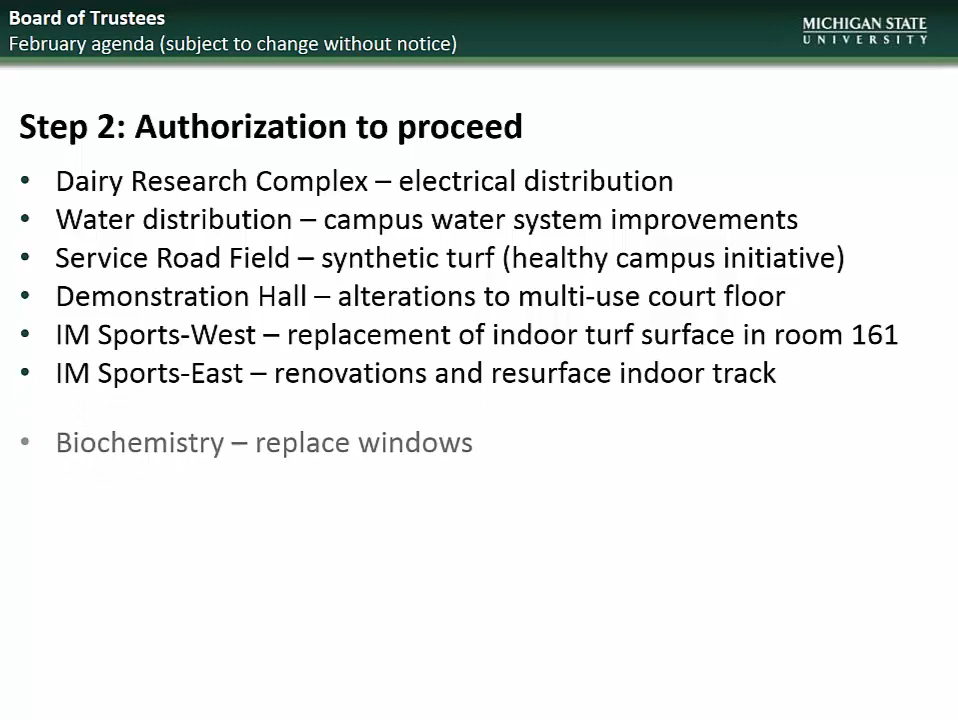 Board of Trustees
February agenda (subject to change without notice)
MICHIGAN STATE
UNIVERSITY
Step 2: Authorization to proceed
• Dairy Research Complex – electrical distribution
• Water distribution – campus water system improvements
• Service Road Field – synthetic turf (healthy campus initiative)
• Demonstration Hall – alterations to multi-use court floor
• IM Sports-West – replacement of indoor turf surface in room 161
• IM Sports-East – renovations and resurface indoor track
• Biochemistry – replace windows